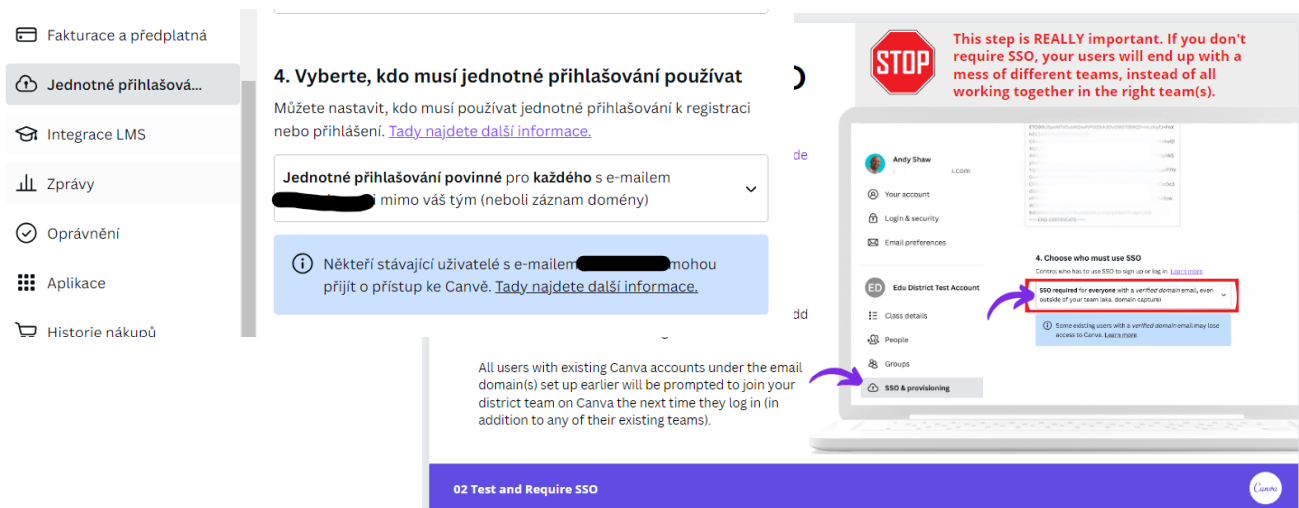 Fakturace a předplatná
Jednotné přihlašová...
Integrace LMS
Zprávy
Oprávnění
Aplikace
Historie nákupů
4. Vyberte, kdo musí jednotné přihlašování používat
Můžete nastavit, kdo musí používat jednotné přihlašování k registraci
nebo přihlášení. Tady najdete další informace.
Jednotné přihlašování povinné pro každého s e-mailem
i mimo váš tým (neboli záznam domény)
Někteří stávající uživatelé s e-mailem mohou
přijít o přístup ke Canvě. Tady najdete další informace.
STOP
This step is REALLY important. If you don't
require SSO, your users will end up with a
mess of different teams, instead of all
working together in the right team(s).
O
de
dd
Andy Shaw
.com
Your account
Login & security
Email preferences
ED
Edu District Test Account
Class details
People
Groups
SSO & provisioning
4. Choose who must use SSO
Control who has to use SSO to sign up or log in. Learn more
SSO required for everyone with a verified domain email, even
outside of your team (aka. domain capture)
Some existing users with a verified domain email may lose
access to Canva. Learn more.
All users with existing Canva accounts under the email
domain(s) set up earlier will be prompted to join your
district team on Canva the next time they log in (in
addition to any of their existing teams).
02 Test and Require SSO
Canva